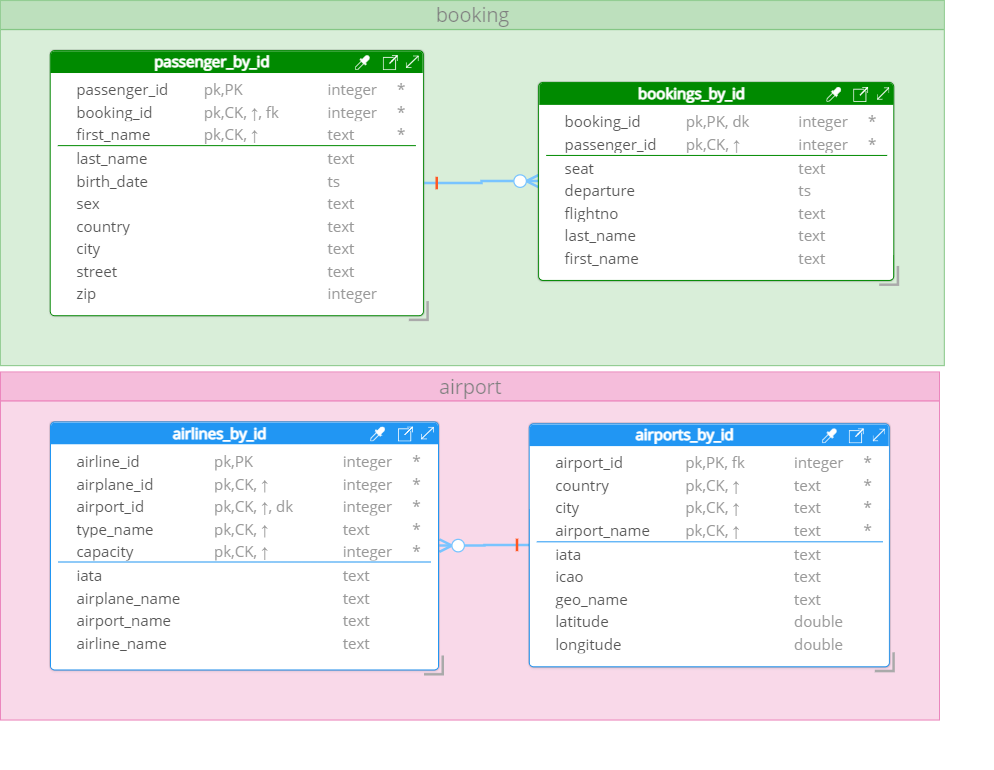 booking
passenger_by_id
passenger_id pk,PK integer *
booking_id pk,CK, ↑, fk integer *
first_name pk,CK, ↑ text *
last_name text
birth_date ts
sex text
country text
city text
street text
zip integer
bookings_by_id
booking_id pk,PK, dk integer *
passenger_id pk,CK, ↑ integer *
seat text
departure ts
flightno text
last_name text
first_name text
airport
airlines_by_id
airline_id pk,PK integer *
airplane_id pk,CK, ↑ integer *
airport_id pk,CK, ↑, dk integer *
type_name pk,CK, ↑ text *
capacity pk,CK, ↑ integer *
iata text
airplane_name text
airport_name text
airline_name text
airports_by_id
airport_id pk,PK, fk integer *
country pk,CK, ↑ text *
city pk,CK, ↑ text *
airport_name pk,CK, ↑ text *
iata text
icao text
geo_name text
latitude double
longitude double